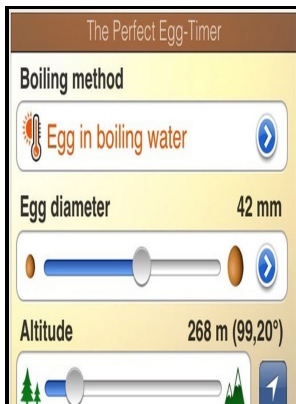 The Perfect Egg-Timer
Boiling method
Egg in boiling water
Egg diameter 42 mm
Altitude 268 m (99,20°)